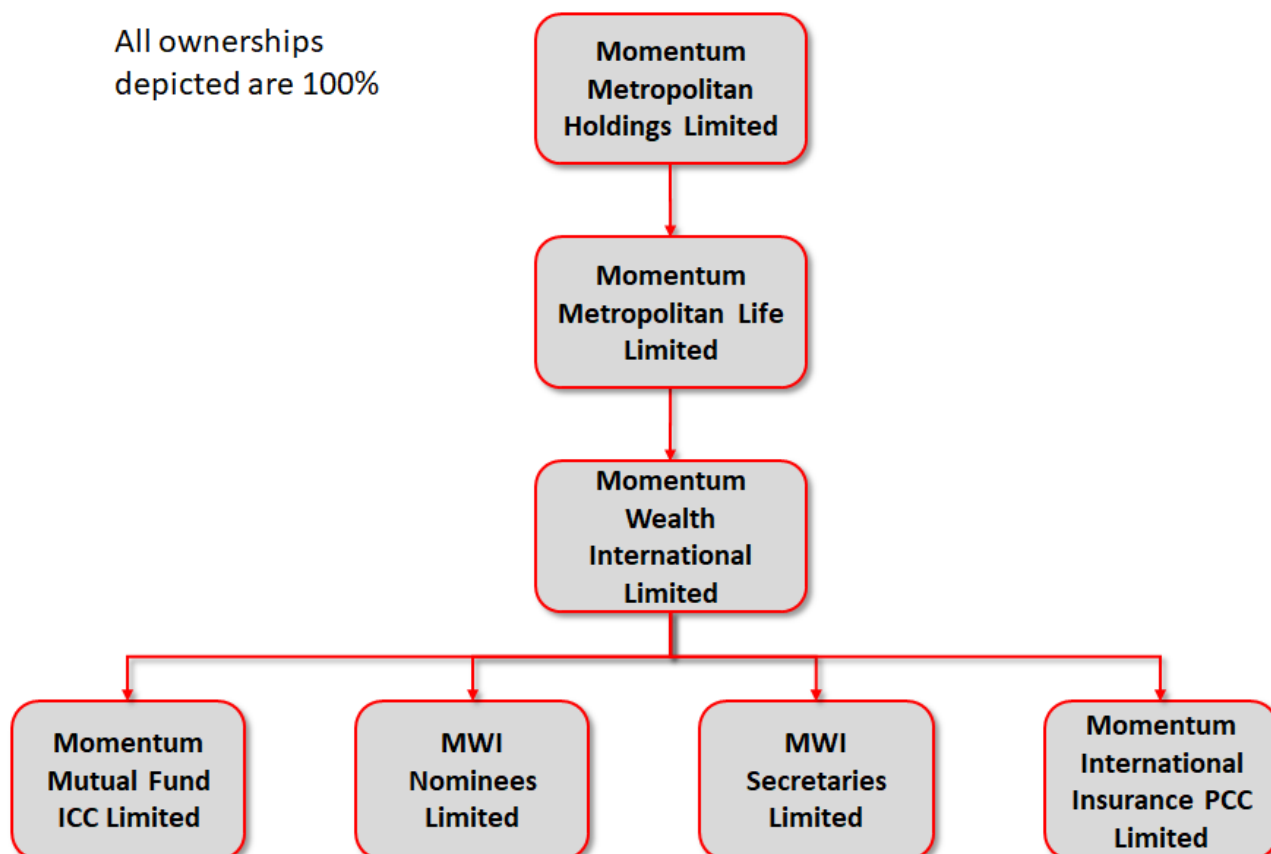 All ownerships
depicted are 100%
Momentum
Metropolitan
Holdings Limited
Momentum
Metropolitan Life
Limited
Momentum
Wealth
International
Limited
Momentum
Mutual Fund
ICC Limited
MWI
Nominees
Limited
MWI
Secretaries
Limited
Momentum
International
Insurance PCC
Limited